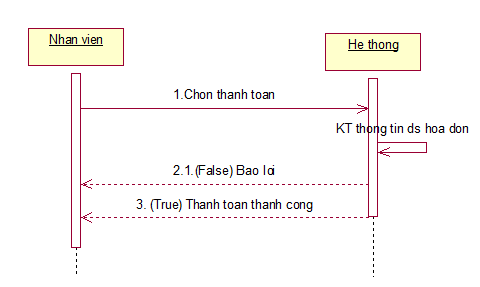 Nhan vien
He thong
1.Chon thanh toan
KT thong tin ds hoa don
2.1.(False) Bao loi
3. (True) Thanh toan thanh cong